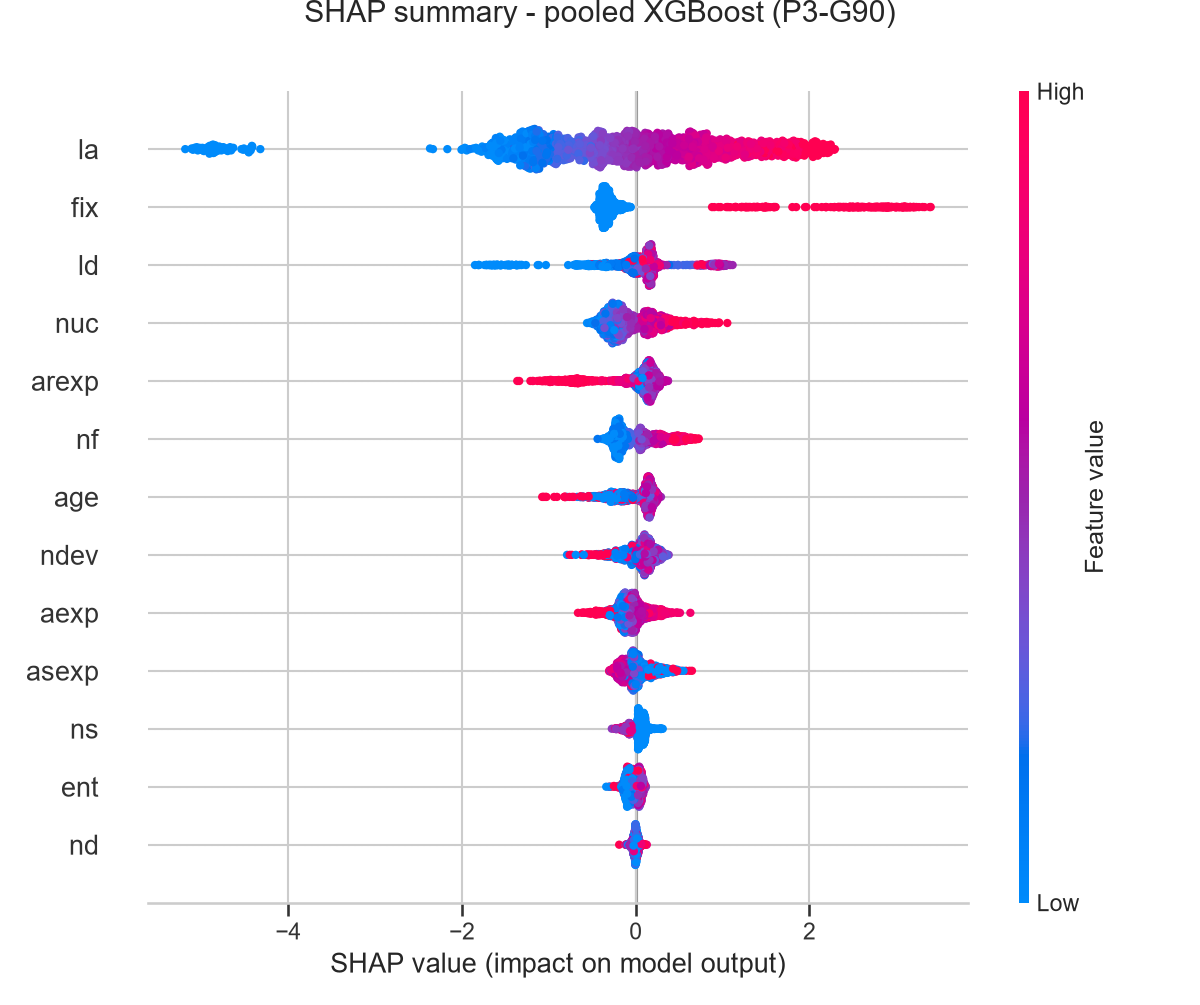 SHAP summary - pooled XGBoost (P3-G90)
High
la
fix
ld
nuc
arexp
nf
age
ndev
aexp
asexp
ns
ent
nd
Feature value
Low
−4
−2
0
2
SHAP value (impact on model output)